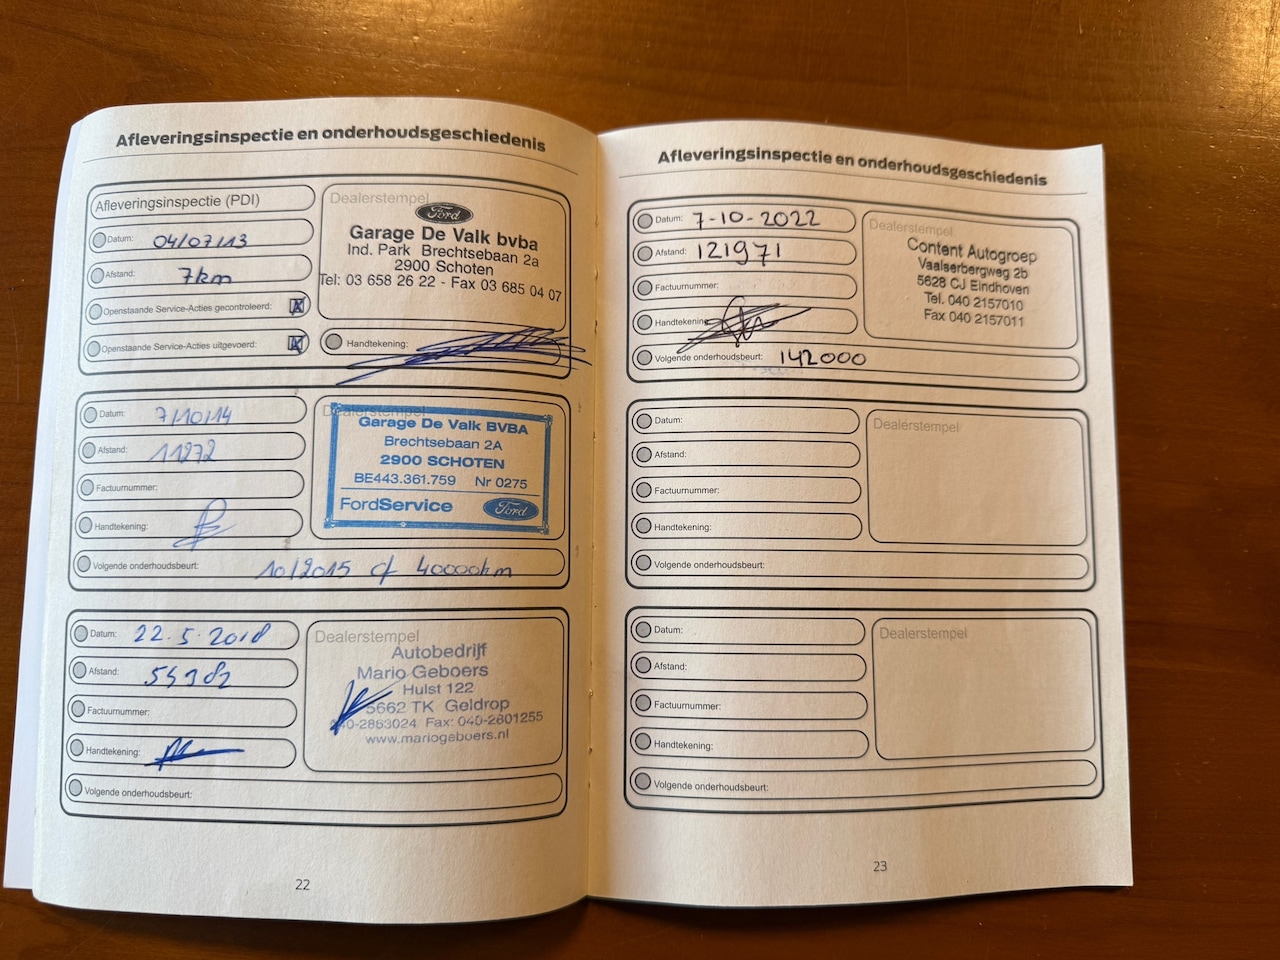 Afleveringsinspectie en onderhoudsgeschiedenis
Afleveringsinspectie (PDI)
Datum: 04/07/13
Afstand: 7km
Openstaande Service-Acties gecontroleerd: X
Openstaande Service-Acties uitgevoerd: X
Dealerstempel
Ford
Garage De Valk bvba
Ind. Park Brechtsebaan 2a
2900 Schoten
Tel: 03 658 26 22 - Fax 03 685 04 07
Handtekening:
Datum: 7/10/14
Afstand: 11272
Factuurnummer:
Handtekening:
Dealerstempel
Garage De Valk BVBA
Brechtsebaan 2A
2900 SCHOTEN
BE443.361.759 Nr 0275
FordService Ford
Volgende onderhoudsbeurt: 10/2015 of 40000km
Datum: 22.5.2018
Afstand:
Factuurnummer:
Handtekening:
Dealerstempel
Autobedrijf
Mario Geboers
Hulst 122
5662 TK Geldrop
040-2863024 Fax: 040-2801255
www.mariogeboers.nl
Volgende onderhoudsbeurt:
22
Afleveringsinspectie en onderhoudsgeschiedenis
Datum: 7-10-2022
Afstand: 121971
Factuurnummer:
Handtekening:
Dealerstempel
Content Autogroep
Vaalserbergweg 2b
5628 CJ Eindhoven
Tel. 040 2157010
Fax 040 2157011
Volgende onderhoudsbeurt: 142000
Datum:
Afstand:
Factuurnummer:
Handtekening:
Dealerstempel
Volgende onderhoudsbeurt:
Datum:
Afstand:
Factuurnummer:
Handtekening:
Dealerstempel
Volgende onderhoudsbeurt:
23